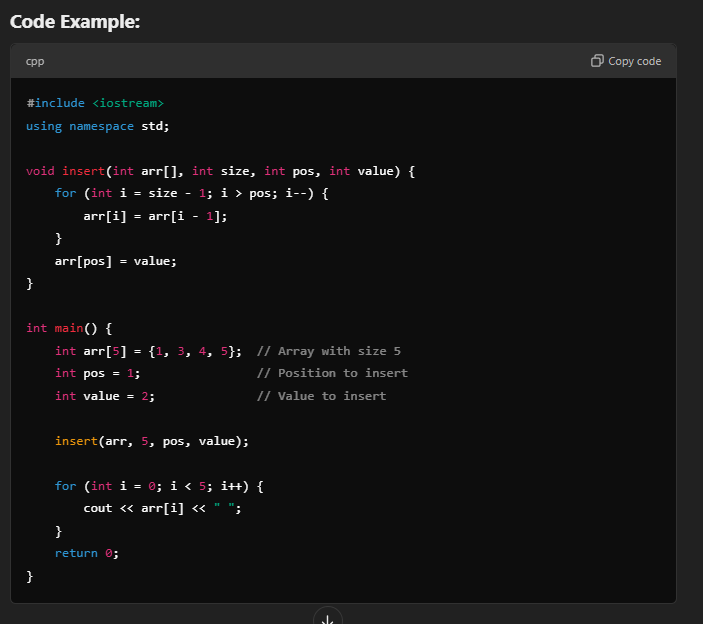 Code Example:
cpp
Copy code
#include <iostream>
using namespace std;
void insert(int arr[], int size, int pos, int value) {
    for (int i = size - 1; i > pos; i--) {
        arr[i] = arr[i - 1];
    }
    arr[pos] = value;
}
int main() {
    int arr[5] = {1, 3, 4, 5};  // Array with size 5
    int pos = 1;                // Position to insert
    int value = 2;              // Value to insert
    insert(arr, 5, pos, value);
    for (int i = 0; i < 5; i++) {
        cout << arr[i] << " ";
    }
    return 0;
}